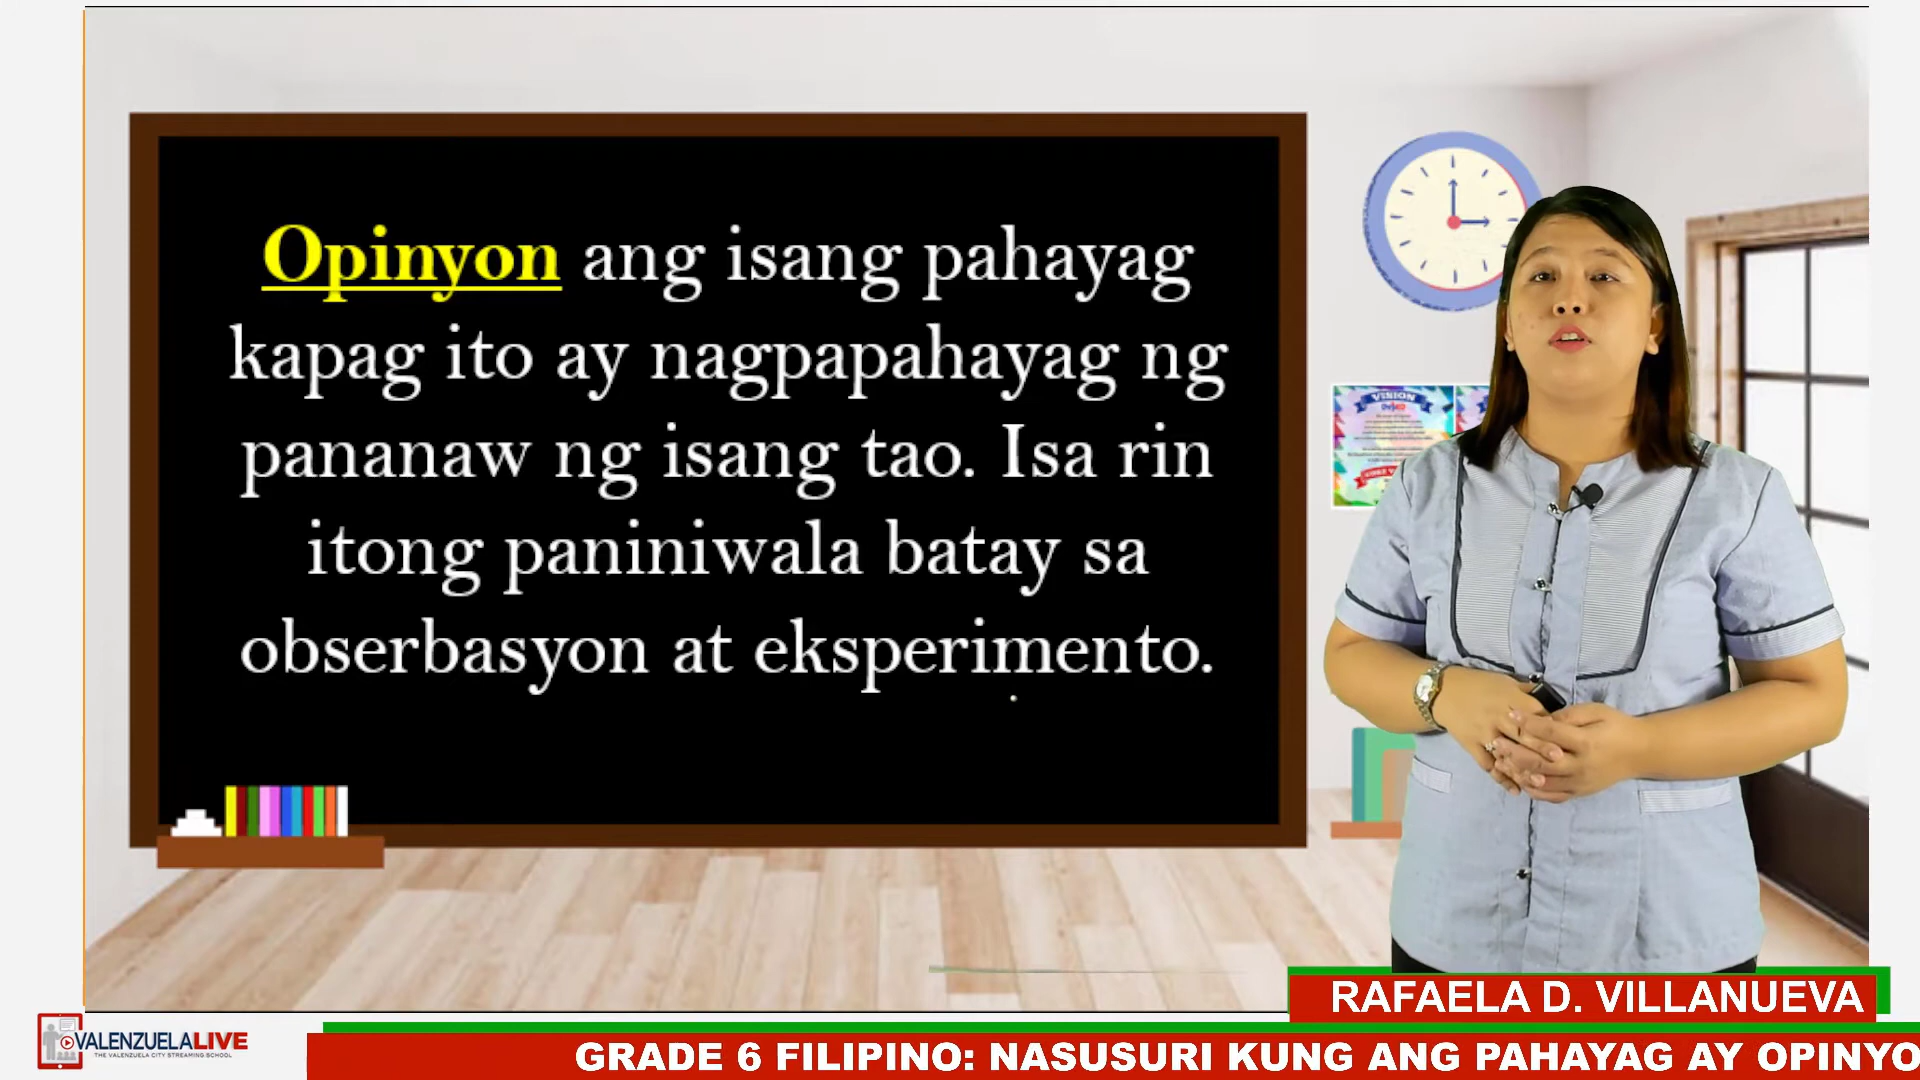 Opinyon ang isang pahayag
kapag ito ay nagpapahayag ng
pananaw ng isang tao. Isa rin
itong paniniwala batay sa
obserbasyon at eksperimento.
VISION
RAFAELA D. VILLANUEVA
VALENZUELALIVE
THE VALENZUELA CITY STREAMING SCHOOL
GRADE 6 FILIPINO: NASUSURI KUNG ANG PAHAYAG AY OPINYO